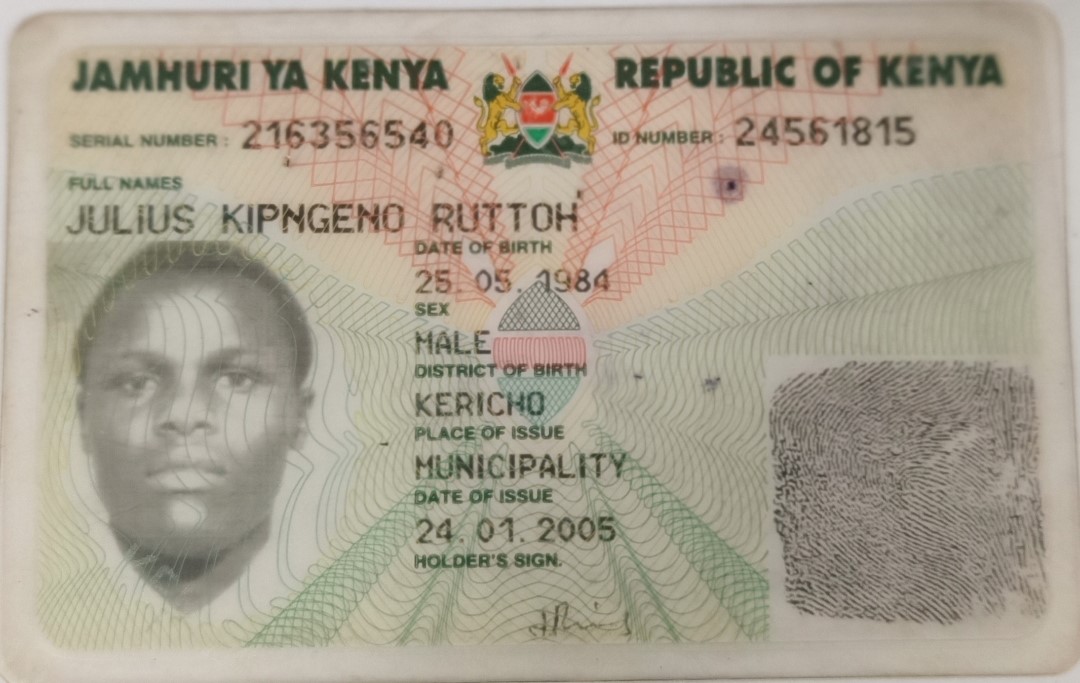 JAMHURI YA KENYA REPUBLIC OF KENYA
SERIAL NUMBER : 216356540 ID NUMBER : 24561815
FULL NAMES
JULIUS KIPNGENO RUTTOH
DATE OF BIRTH
25. 05. 1984
SEX
MALE
DISTRICT OF BIRTH
KERICHO
PLACE OF ISSUE
MUNICIPALITY
DATE OF ISSUE
24. 01. 2005
HOLDER'S SIGN.